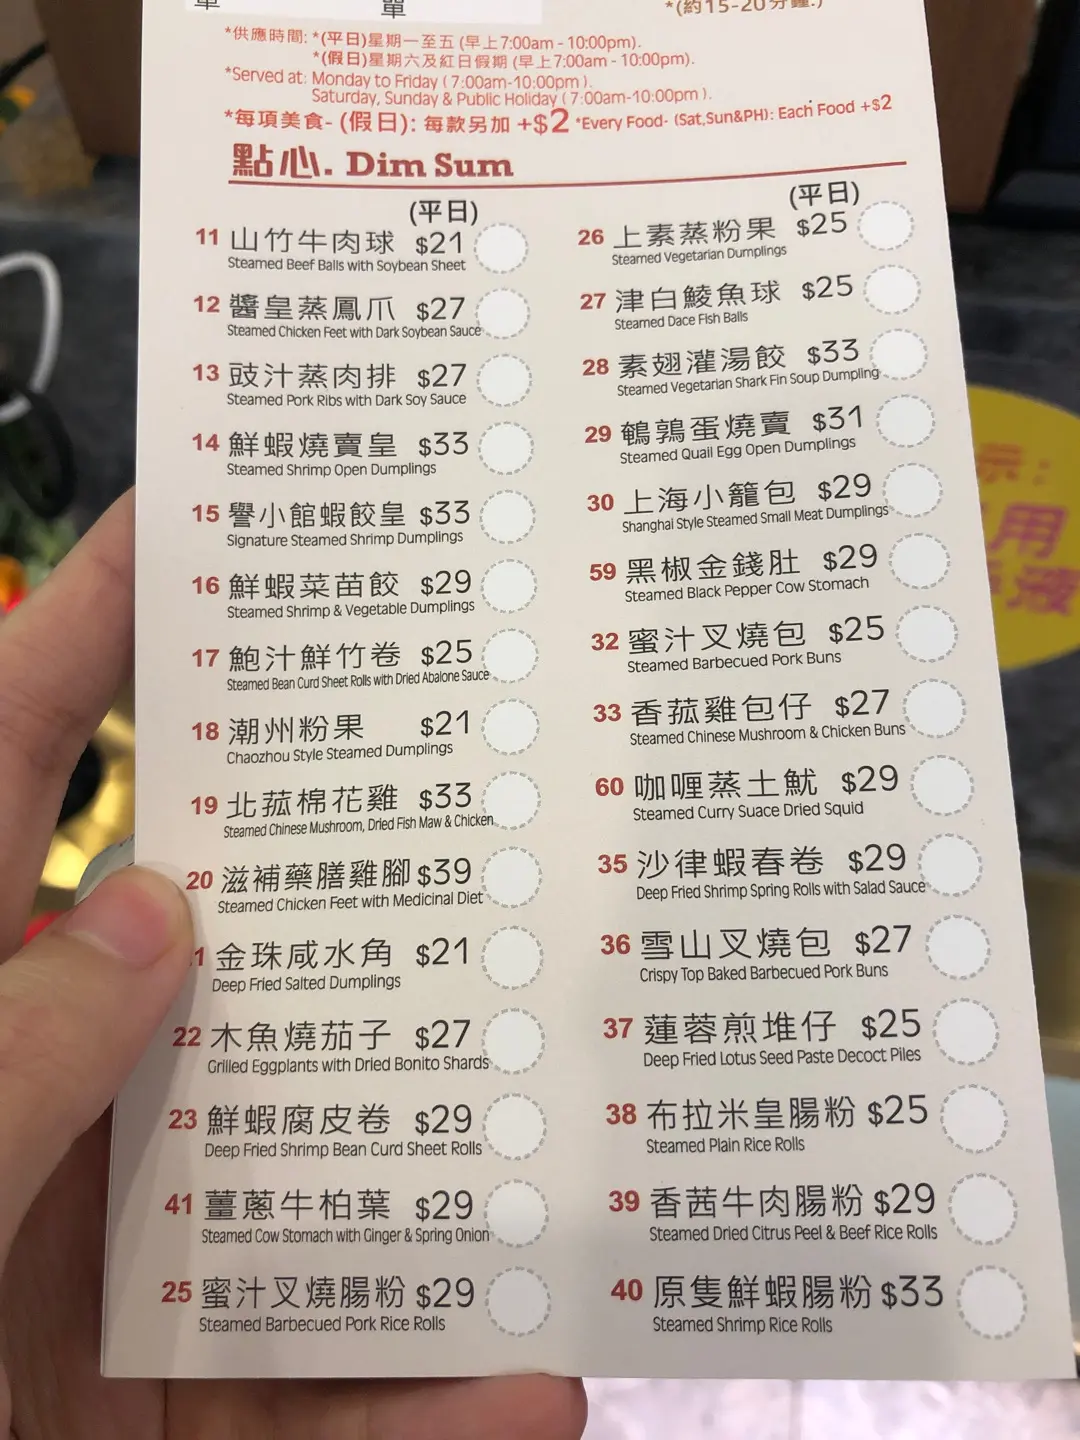 單
*(約15-20分鐘.)
*供應時間: *(平日)星期一至五 (早上7:00am - 10:00pm).
*(假日)星期六及紅日假期 (早上7:00am - 10:00pm).
*Served at: Monday to Friday ( 7:00am-10:00pm ).
Saturday, Sunday & Public Holiday ( 7:00am-10:00pm ).
*每項美食- (假日): 每款另加 +$2 *Every Food- (Sat,Sun&PH): Each Food +$2
點心. Dim Sum
(平日)
11 山竹牛肉球 $21
Steamed Beef Balls with Soybean Sheet
12 醬皇蒸鳳爪 $27
Steamed Chicken Feet with Dark Soybean Sauce
13 豉汁蒸肉排 $27
Steamed Pork Ribs with Dark Soy Sauce
14 鮮蝦燒賣皇 $33
Steamed Shrimp Open Dumplings
15 譽小館蝦餃皇 $33
Signature Steamed Shrimp Dumplings
16 鮮蝦菜苗餃 $29
Steamed Shrimp & Vegetable Dumplings
17 鮑汁鮮竹卷 $25
Steamed Bean Curd Sheet Rolls with Dried Abalone Sauce
18 潮州粉果 $21
Chaozhou Style Steamed Dumplings
19 北菰棉花雞 $33
Steamed Chinese Mushroom, Dried Fish Maw & Chicken
20 滋補藥膳雞腳 $39
Steamed Chicken Feet with Medicinal Diet
1 金珠咸水角 $21
Deep Fried Salted Dumplings
22 木魚燒茄子 $27
Grilled Eggplants with Dried Bonito Shards
23 鮮蝦腐皮卷 $29
Deep Fried Shrimp Bean Curd Sheet Rolls
41 薑蔥牛柏葉 $29
Steamed Cow Stomach with Ginger & Spring Onion
25 蜜汁叉燒腸粉 $29
Steamed Barbecued Pork Rice Rolls
(平日)
26 上素蒸粉果 $25
Steamed Vegetarian Dumplings
27 津白鯪魚球 $25
Steamed Dace Fish Balls
28 素翅灌湯餃 $33
Steamed Vegetarian Shark Fin Soup Dumpling
29 鵪鶉蛋燒賣 $31
Steamed Quail Egg Open Dumplings
30 上海小籠包 $29
Shanghai Style Steamed Small Meat Dumplings
59 黑椒金錢肚 $29
Steamed Black Pepper Cow Stomach
32 蜜汁叉燒包 $25
Steamed Barbecued Pork Buns
33 香菰雞包仔 $27
Steamed Chinese Mushroom & Chicken Buns
60 咖喱蒸土魷 $29
Steamed Curry Suace Dried Squid
35 沙律蝦春卷 $29
Deep Fried Shrimp Spring Rolls with Salad Sauce
36 雪山叉燒包 $27
Crispy Top Baked Barbecued Pork Buns
37 蓮蓉煎堆仔 $25
Deep Fried Lotus Seed Paste Decoct Piles
38 布拉米皇腸粉 $25
Steamed Plain Rice Rolls
39 香茜牛肉腸粉 $29
Steamed Dried Citrus Peel & Beef Rice Rolls
40 原隻鮮蝦腸粉 $33
Steamed Shrimp Rice Rolls
示:
用
液